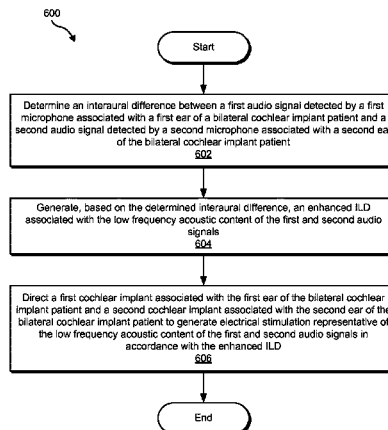 600
Start
Determine an interaural difference between a first audio signal detected by a first
microphone associated with a first ear of a bilateral cochlear implant patient and a
second audio signal detected by a second microphone associated with a second ear
of the bilateral cochlear implant patient
602
Generate, based on the determined interaural difference, an enhanced ILD
associated with the low frequency acoustic content of the first and second audio
signals
604
Direct a first cochlear implant associated with the first ear of the bilateral cochlear
implant patient and a second cochlear implant associated with the second ear of the
bilateral cochlear implant patient to generate electrical stimulation representative of
the low frequency acoustic content of the first and second audio signals in
accordance with the enhanced ILD
606
End